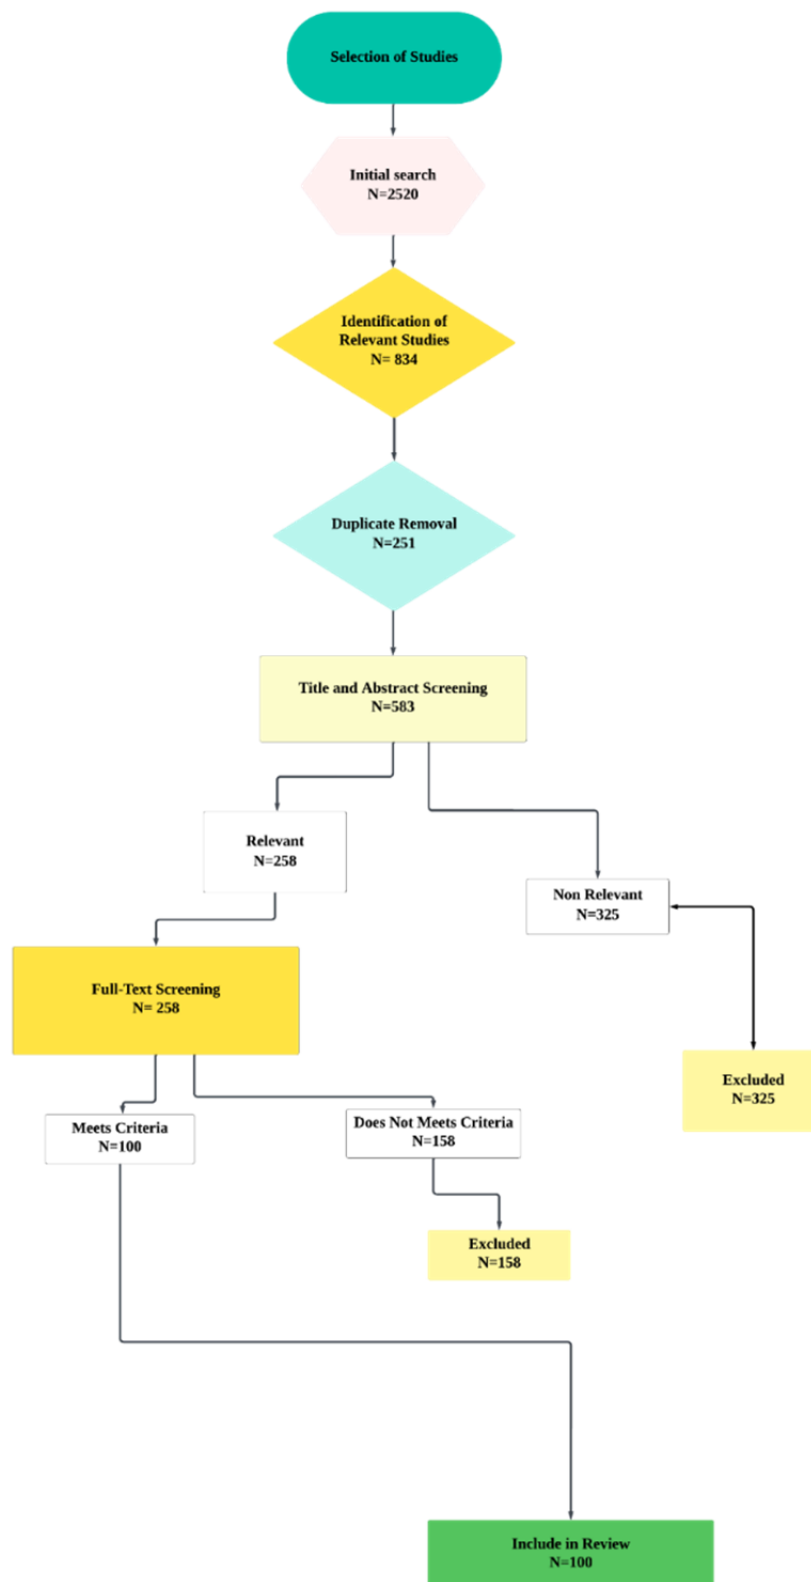 Selection of Studies
Initial search
N=2520
Identification of
Relevant Studies
N= 834
Duplicate Removal
N=251
Title and Abstract Screening
N=583
Relevant
N=258
Non Relevant
N=325
Full-Text Screening
N= 258
Excluded
N=325
Meets Criteria
N=100
Does Not Meets Criteria
N=158
Excluded
N=158
Include in Review
N=100